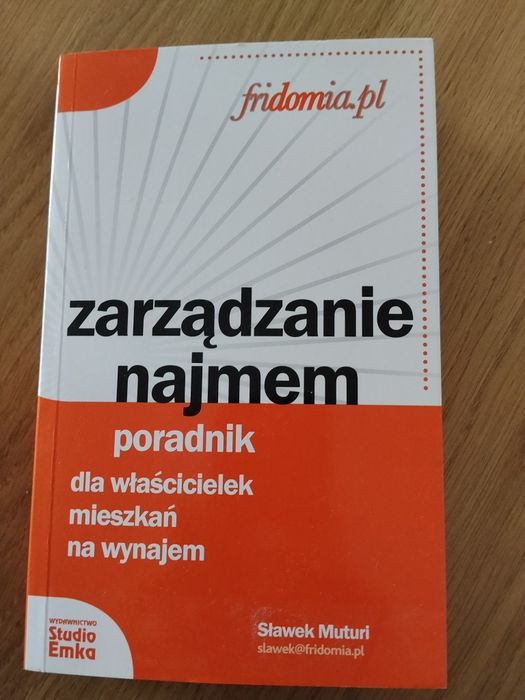 fridomia.pl
zarządzanie
najmem
poradnik
dla właścicielek
mieszkań
na wynajem
WYDAWNICTWO
Studio
Emka
Sławek Muturi
slawek@fridomia.pl